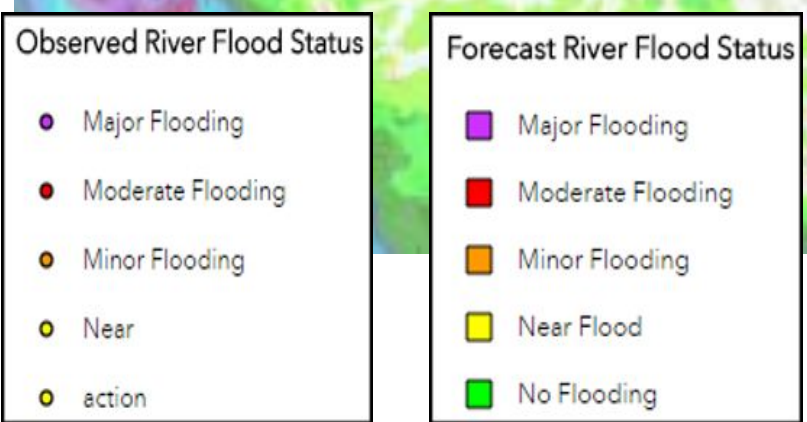 Observed River Flood Status
Major Flooding
Moderate Flooding
Minor Flooding
Near
action
Forecast River Flood Status
Major Flooding
Moderate Flooding
Minor Flooding
Near Flood
No Flooding